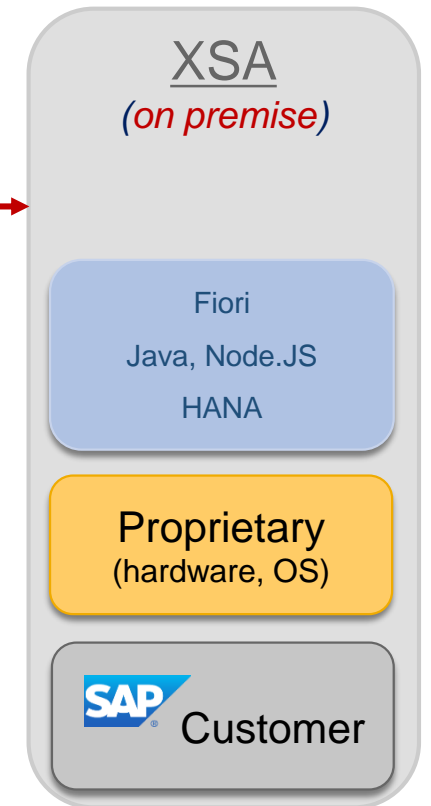 XSA
(on premise)
Fiori
Java, Node.JS
HANA
Proprietary
(hardware, OS)
SAP Customer